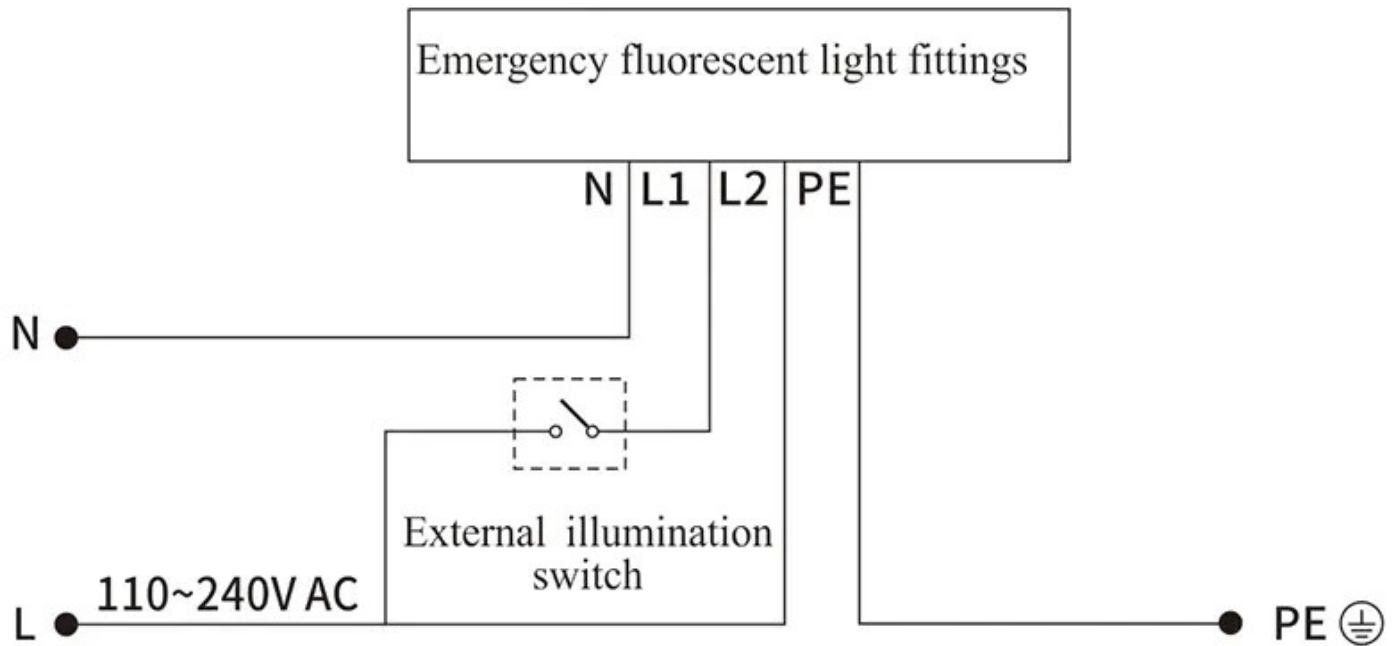 Emergency fluorescent light fittings
N L1 L2 PE
N
External illumination
switch
110~240V AC
L
PE